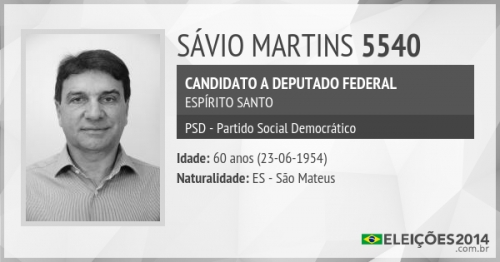 SÁVIO MARTINS 5540
CANDIDATO A DEPUTADO FEDERAL
ESPÍRITO SANTO
PSD - Partido Social Democrático
Idade: 60 anos (23-06-1954)
Naturalidade: ES - São Mateus
ELEIÇÕES2014
.com.br